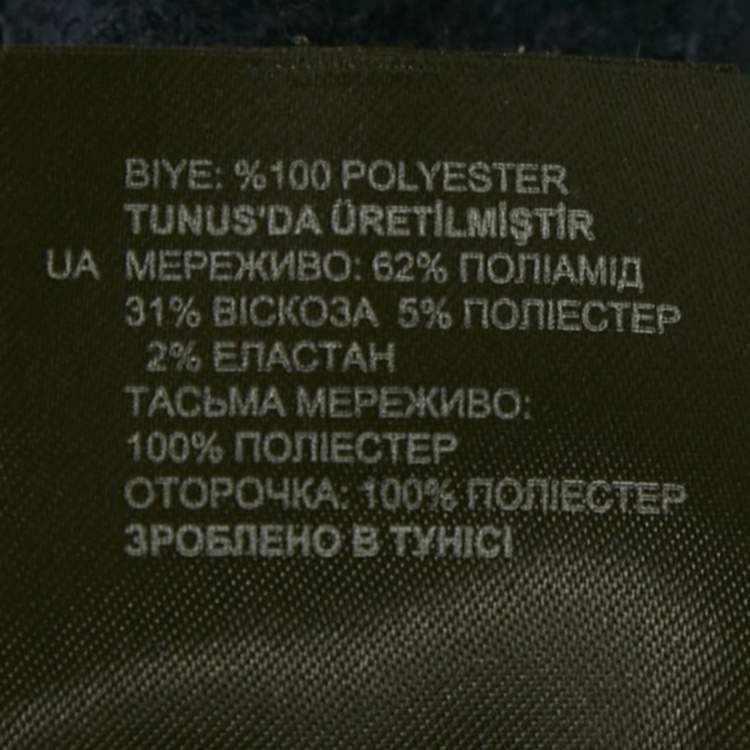 BIYE: %100 POLYESTER
TUNUS'DA ÜRETİLMİŞTİR
UA МЕРЕЖИВО: 62% ПОЛІАМІД
31% ВІСКОЗА 5% ПОЛІЕСТЕР
2% ЕЛАСТАН
ТАСЬМА МЕРЕЖИВО:
100% ПОЛІЕСТЕР
ОТОРОЧКА: 100% ПОЛІЕСТЕР
ЗРОБЛЕНО В ТУНІСІ